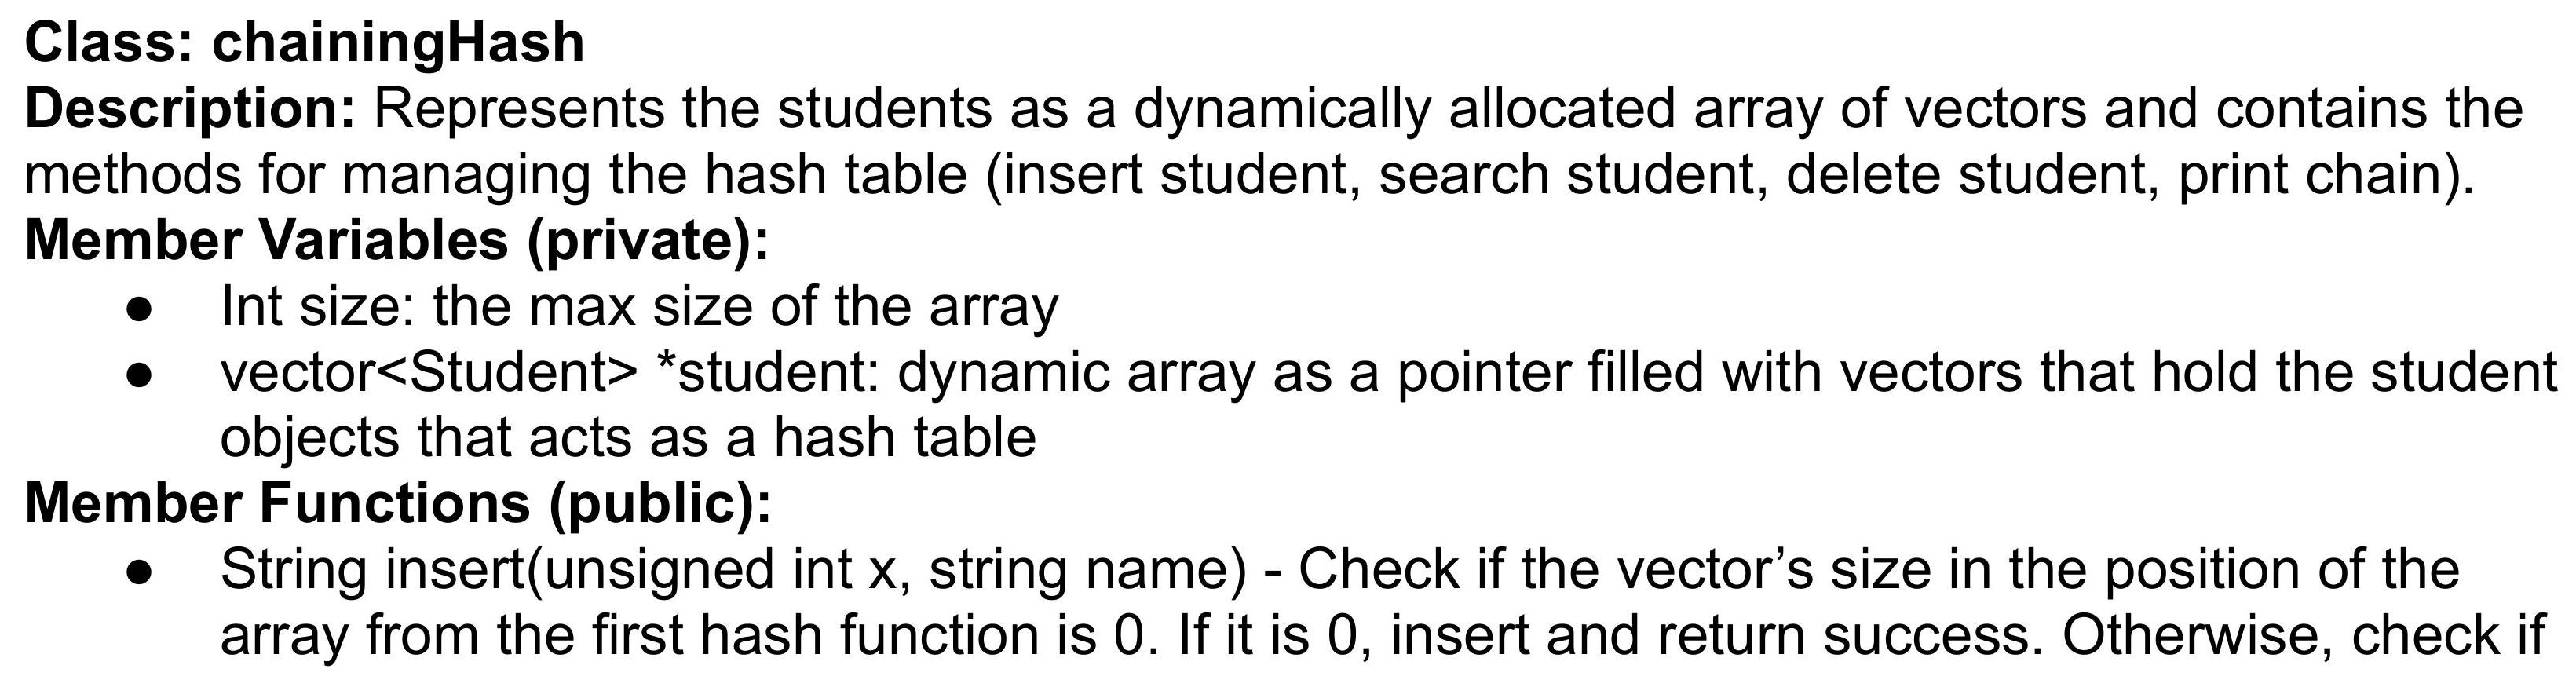 Class: chainingHash
Description: Represents the students as a dynamically allocated array of vectors and contains the
methods for managing the hash table (insert student, search student, delete student, print chain).
Member Variables (private):
● Int size: the max size of the array
● vector<Student> *student: dynamic array as a pointer filled with vectors that hold the student
objects that acts as a hash table
Member Functions (public):
● String insert(unsigned int x, string name) - Check if the vector’s size in the position of the
array from the first hash function is 0. If it is 0, insert and return success. Otherwise, check if